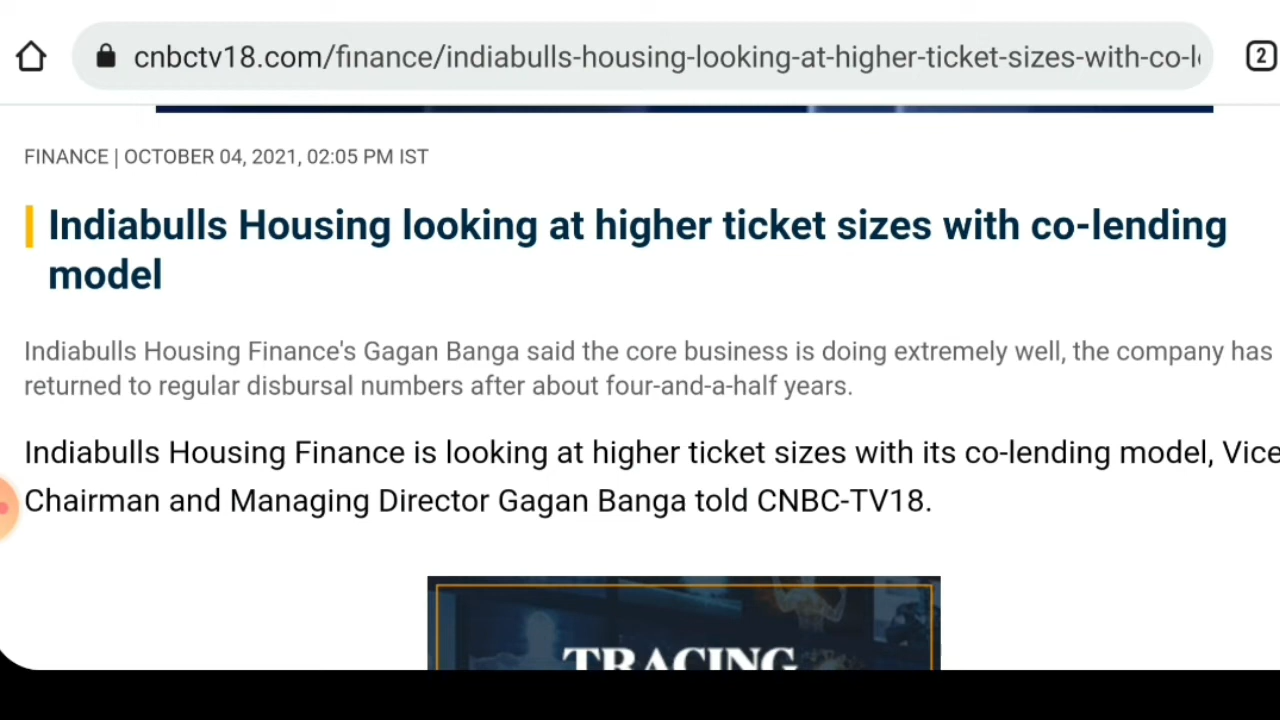 cnbctv18.com/finance/indiabulls-housing-looking-at-higher-ticket-sizes-with-co-l
2
FINANCE | OCTOBER 04, 2021, 02:05 PM IST
Indiabulls Housing looking at higher ticket sizes with co-lending
model
Indiabulls Housing Finance's Gagan Banga said the core business is doing extremely well, the company has
returned to regular disbursal numbers after about four-and-a-half years.
Indiabulls Housing Finance is looking at higher ticket sizes with its co-lending model, Vice
Chairman and Managing Director Gagan Banga told CNBC-TV18.
TRACING